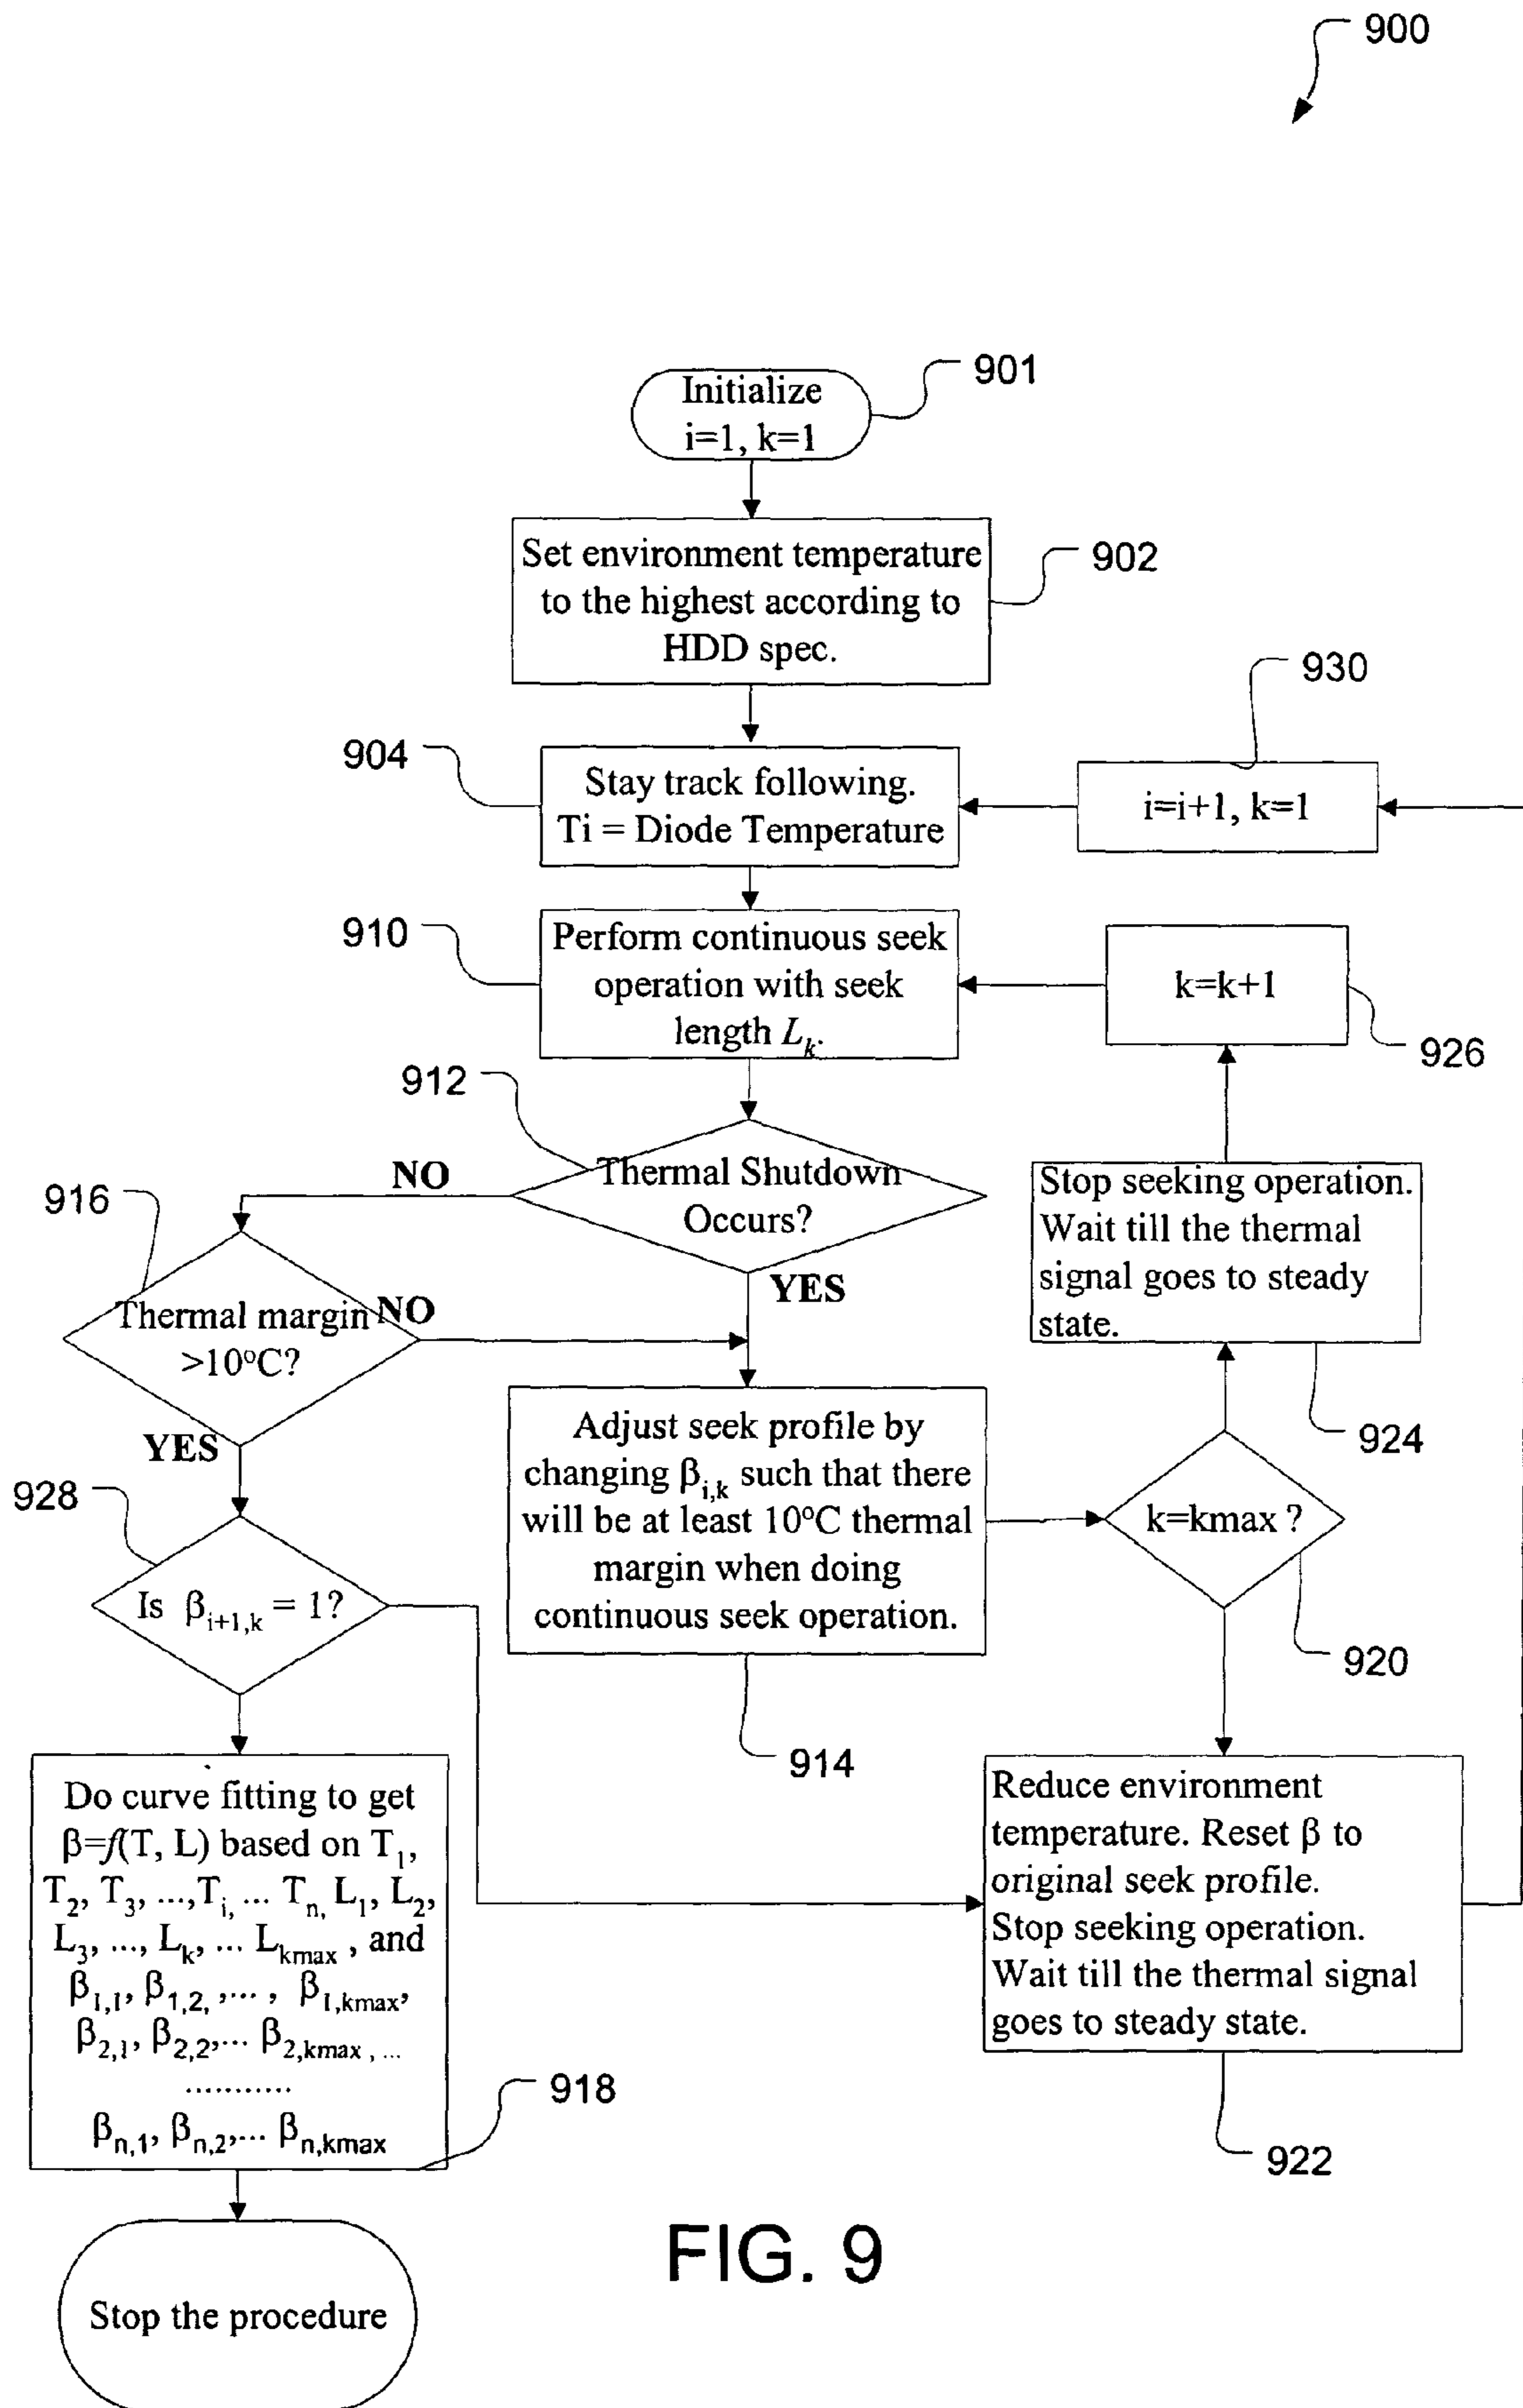 900
Initialize
i=1, k=1
901
Set environment temperature
to the highest according to
HDD spec.
902
930
904
Stay track following.
Ti = Diode Temperature
i=i+1, k=1
910
Perform continuous seek
operation with seek
length Lk.
k=k+1
926
912
NO
Thermal Shutdown
Occurs?
YES
916
Thermal margin
>10°C?
NO
YES
Stop seeking operation.
Wait till the thermal
signal goes to steady
state.
924
Adjust seek profile by
changing βi,k such that there
will be at least 10°C thermal
margin when doing
continuous seek operation.
914
k=kmax ?
920
928
Is βi+1,k = 1?
Do curve fitting to get
β=f(T, L) based on T1,
T2, T3, ...,Ti, ... Tn, L1, L2,
L3, ..., Lk, ... Lkmax , and
β1,1, β1,2, ,... , β1,kmax,
β2,1, β2,2,... β2,kmax , ...
...........
βn,1, βn,2,... βn,kmax
918
Reduce environment
temperature. Reset β to
original seek profile.
Stop seeking operation.
Wait till the thermal signal
goes to steady state.
922
Stop the procedure
FIG. 9